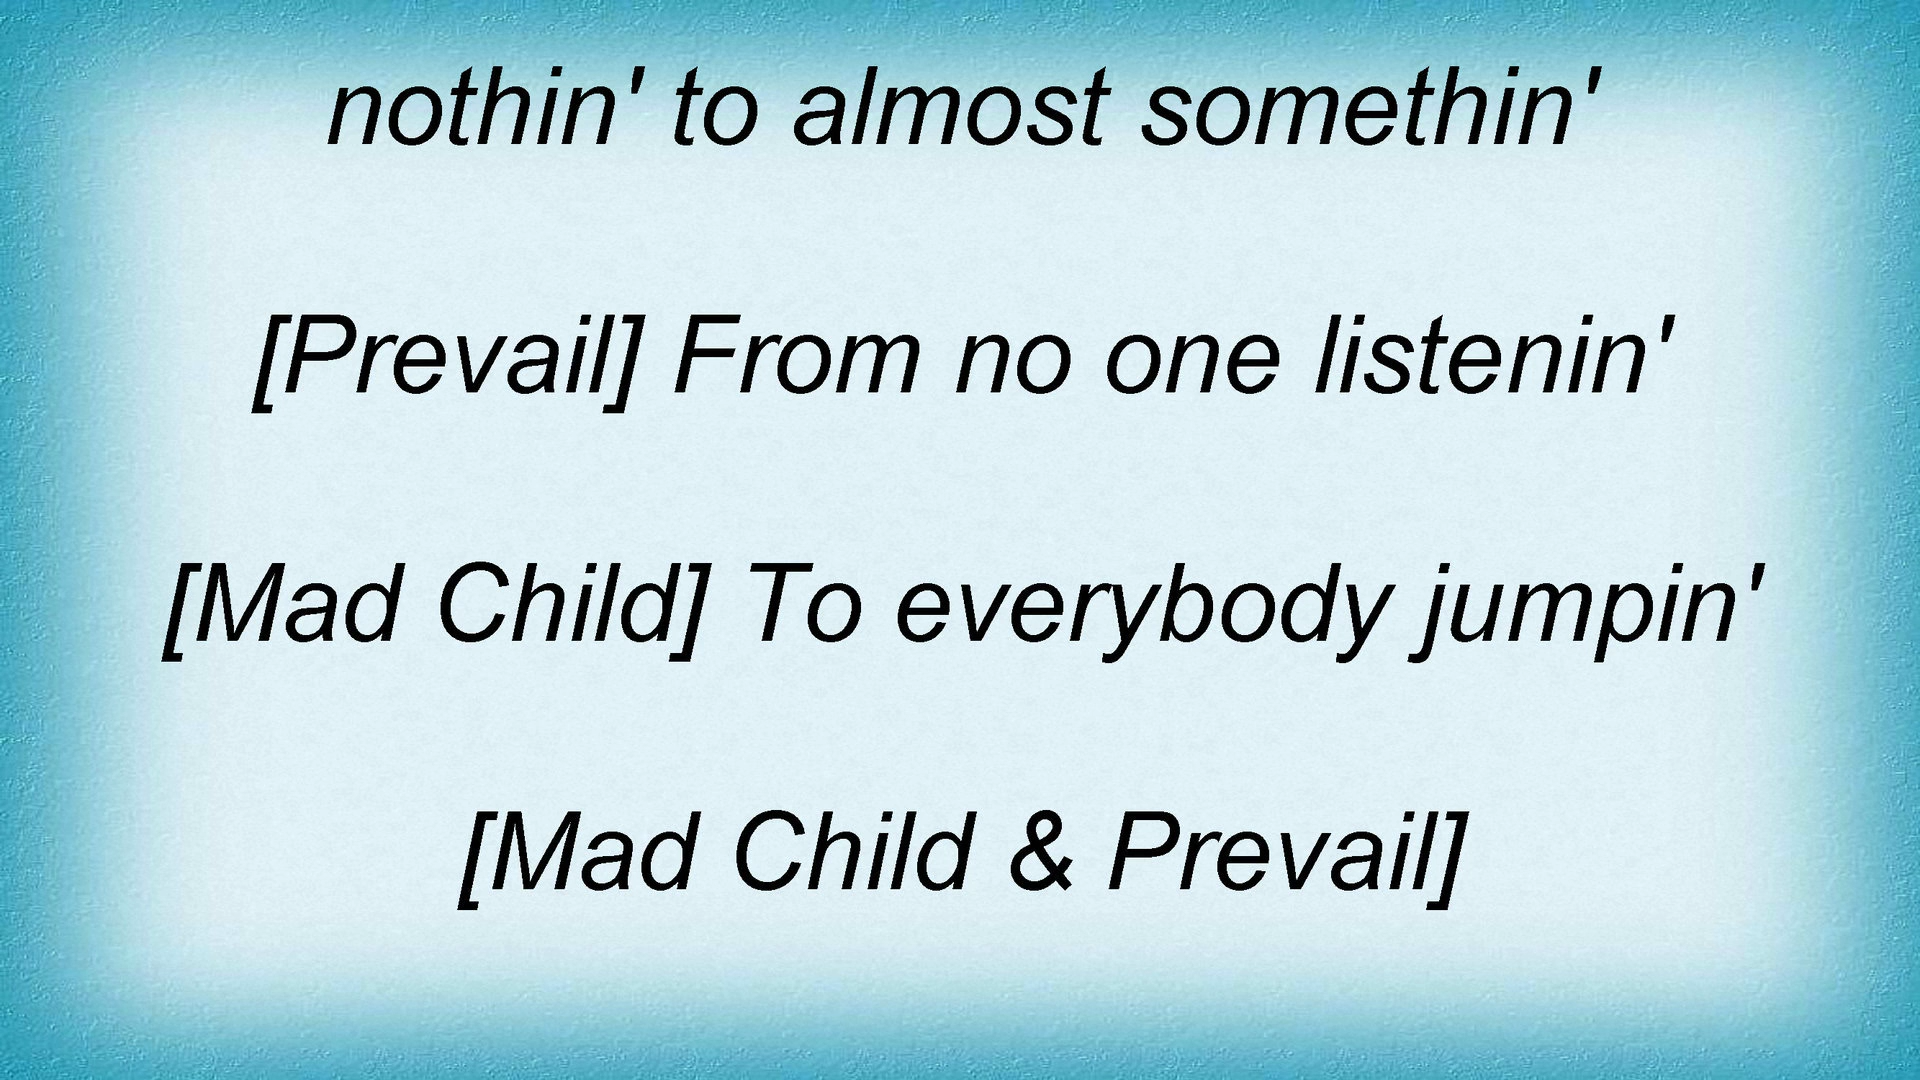 nothin' to almost somethin'
[Prevail] From no one listenin'
[Mad Child] To everybody jumpin'
[Mad Child & Prevail]